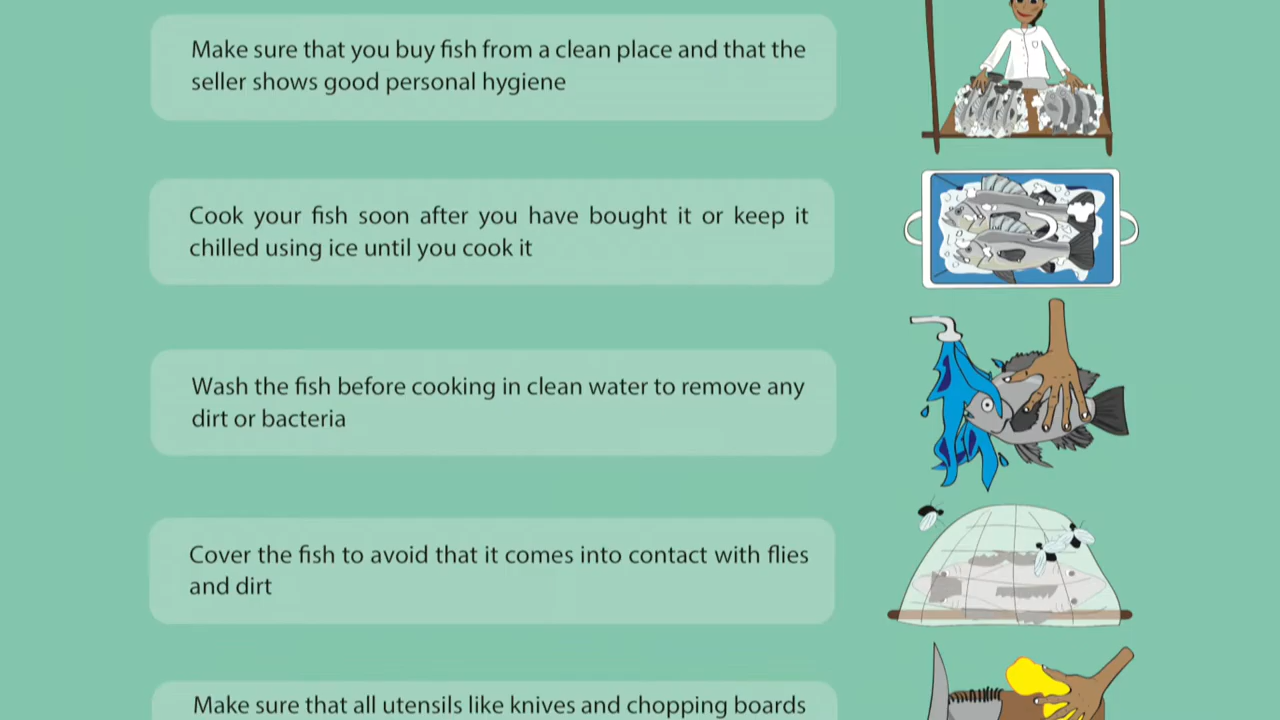 Make sure that you buy fish from a clean place and that the
seller shows good personal hygiene
Cook your fish soon after you have bought it or keep it
chilled using ice until you cook it
Wash the fish before cooking in clean water to remove any
dirt or bacteria
Cover the fish to avoid that it comes into contact with flies
and dirt
Make sure that all utensils like knives and chopping boards